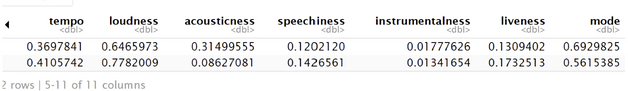 tempo loudness acousticness speechiness instrumentalness liveness mode
<dbl> <dbl> <dbl> <dbl> <dbl> <dbl> <dbl>
0.3697841 0.6465973 0.31499555 0.1202120 0.01777626 0.1309402 0.6929825
0.4105742 0.7782009 0.08627081 0.1426561 0.01341654 0.1732513 0.5615385
2 rows | 5-11 of 11 columns